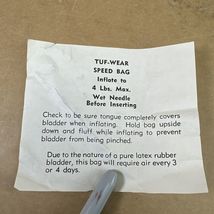 TUF-WEAR
SPEED BAG
Inflate to
4 Lbs. Max.
Wet Needle
Before Inserting
Check to be sure tongue completely covers
bladder when inflating. Hold bag upside
down and fluff while inflating to prevent
bladder from being pinched.
Due to the nature of a pure latex rubber
bladder, this bag will require air every 3
or 4 days.